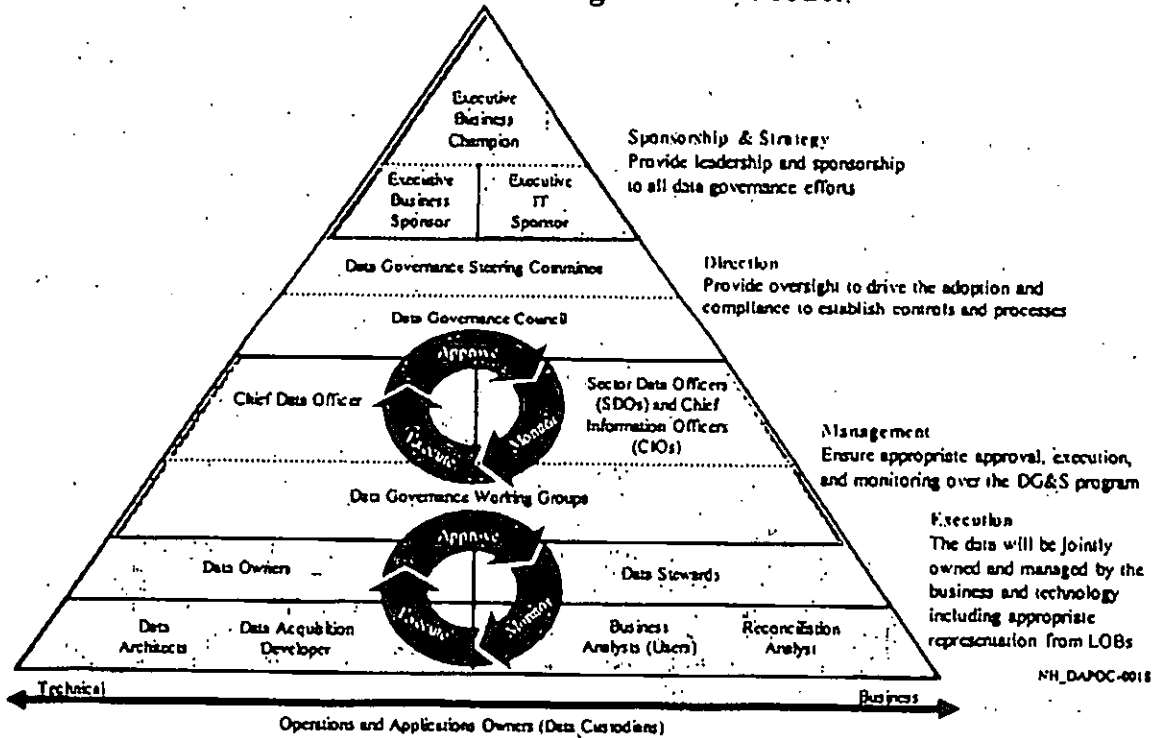 Executive
Business
Champion
Executive
Business
Sponsor
Executive
IT
Sponsor
Sponsorship & Strategy
Provide leadership and sponsorship
to all data governance efforts
Data Governance Steering Committee
Direction
Provide oversight to drive the adoption and
compliance to establish controls and processes
Data Governance Council
Approve
Monitor
Chief Data Officer
Sector Data Officers
(SDOs) and Chief
Information Officers
(CIOs)
Management
Ensure appropriate approval, execution,
and monitoring over the DG&S program
Data Governance Working Groups
Approve
Monitor
Data Owners
Data Stewards
Execution
The data will be jointly
owned and managed by the
business and technology
including appropriate
representation from LOBs
Data
Architects
Data Acquisition
Developer
Business
Analysts (Users)
Reconciliation
Analyst
NH_DAPOC-0018
Technical
Business
Operations and Applications Owners (Data Custodians)